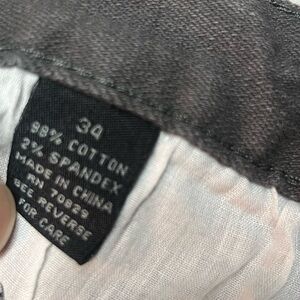 34
98% COTTON
2% SPANDEX
MADE IN CHINA
RN 70829
SEE REVERSE
FOR CARE